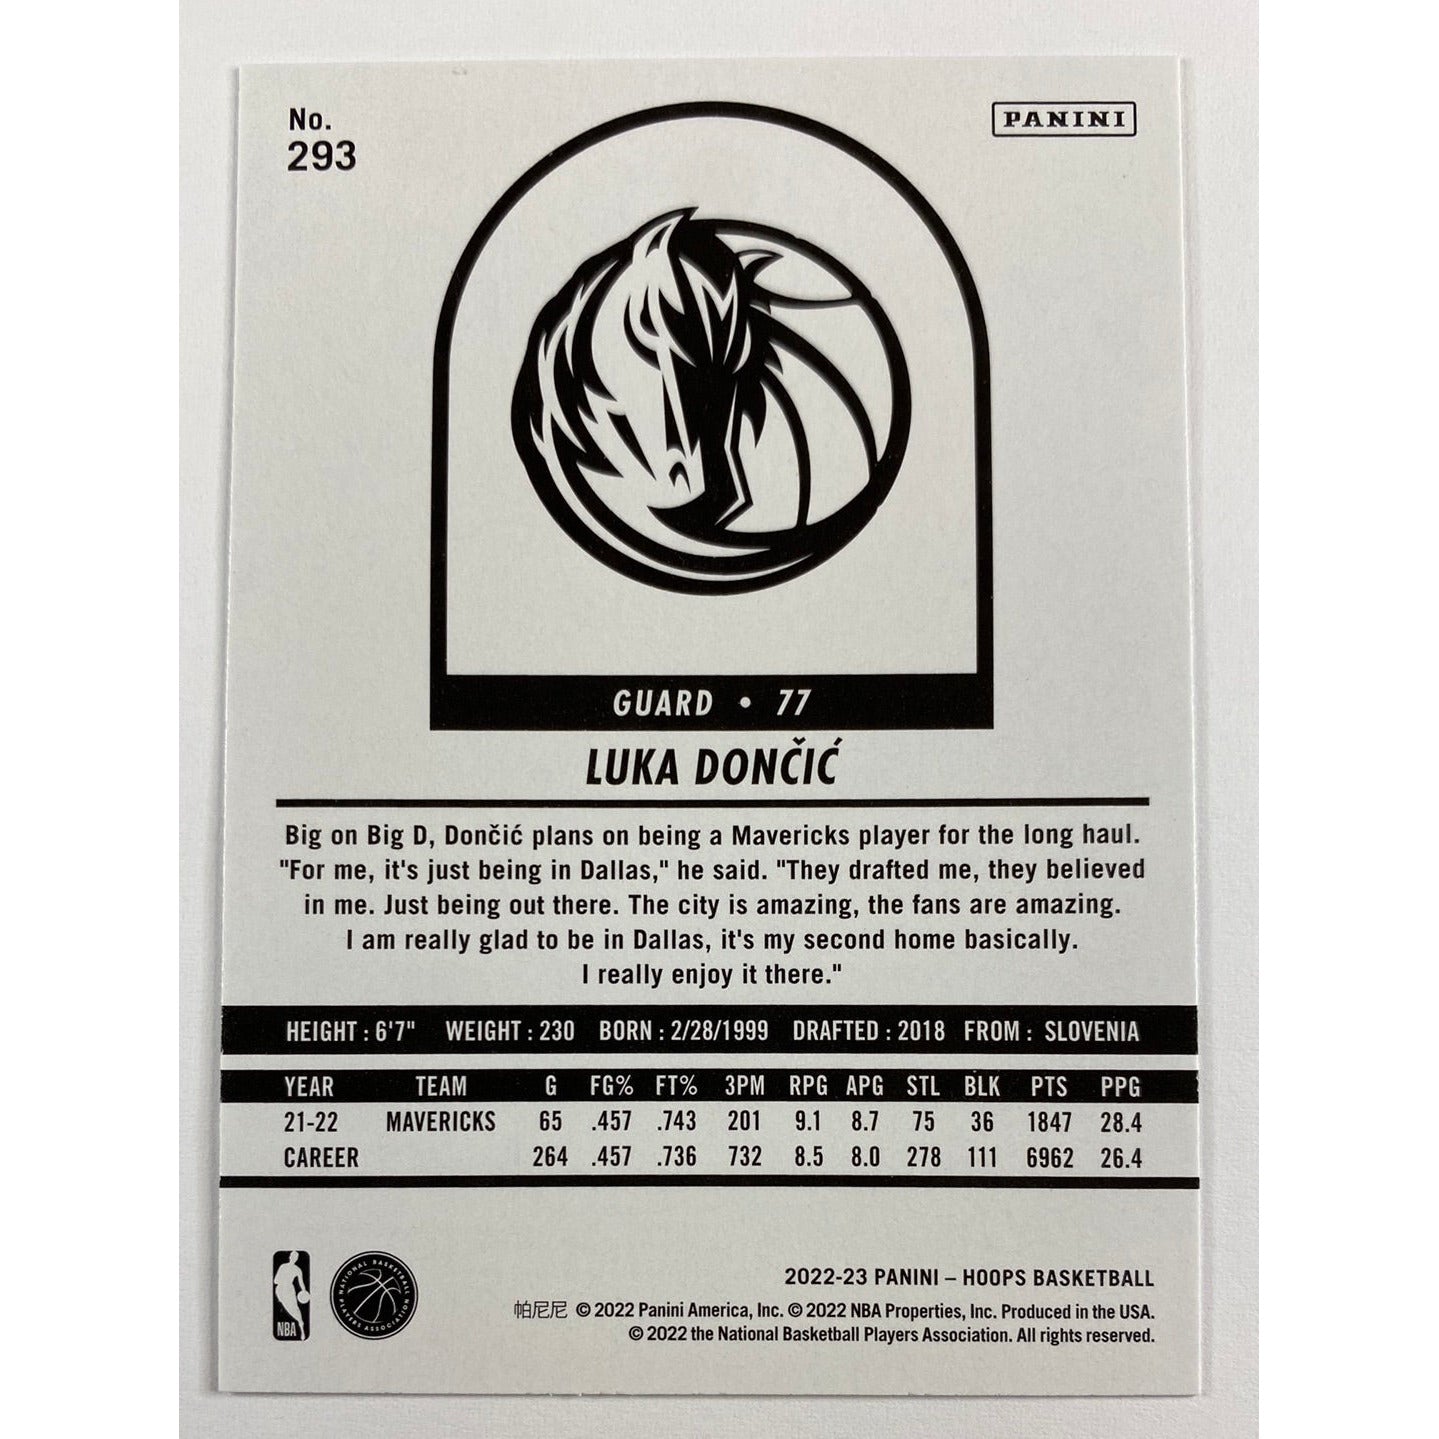 No.
293
PANINI
GUARD • 77
LUKA DONČIĆ
Big on Big D, Dončić plans on being a Mavericks player for the long haul.
"For me, it's just being in Dallas," he said. "They drafted me, they believed
in me. Just being out there. The city is amazing, the fans are amazing.
I am really glad to be in Dallas, it's my second home basically.
I really enjoy it there."
HEIGHT : 6'7" WEIGHT : 230 BORN : 2/28/1999 DRAFTED : 2018 FROM : SLOVENIA
YEAR TEAM G FG% FT% 3PM RPG APG STL BLK PTS PPG
21-22 MAVERICKS 65 .457 .743 201 9.1 8.7 75 36 1847 28.4
CAREER 264 .457 .736 732 8.5 8.0 278 111 6962 26.4
NBA
NATIONAL BASKETBALL PLAYERS ASSOCIATION
2022-23 PANINI – HOOPS BASKETBALL
帕尼尼 © 2022 Panini America, Inc. © 2022 NBA Properties, Inc. Produced in the USA.
© 2022 the National Basketball Players Association. All rights reserved.